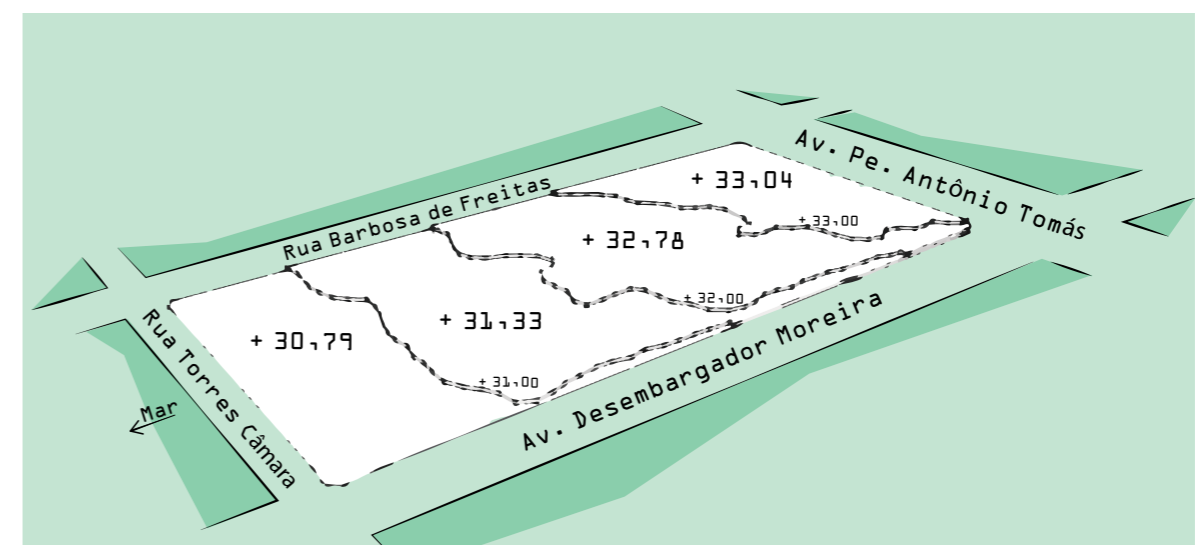 Av. Pe. Antônio Tomás
+ 33,04
Rua Barbosa de Freitas
+ 33,00
+ 32,78
+ 32,00
Av. Desembargador Moreira
+ 31,33
Rua Torres Câmara
+ 30,79
+ 31,00
Mar